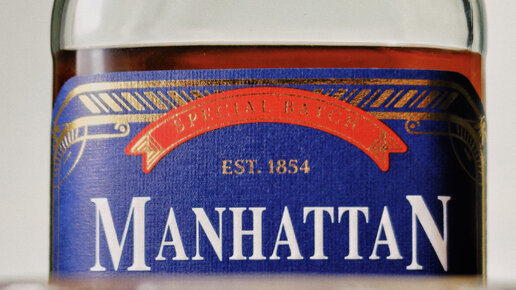 SPECIAL BATCH
EST. 1854
MANHATTAN